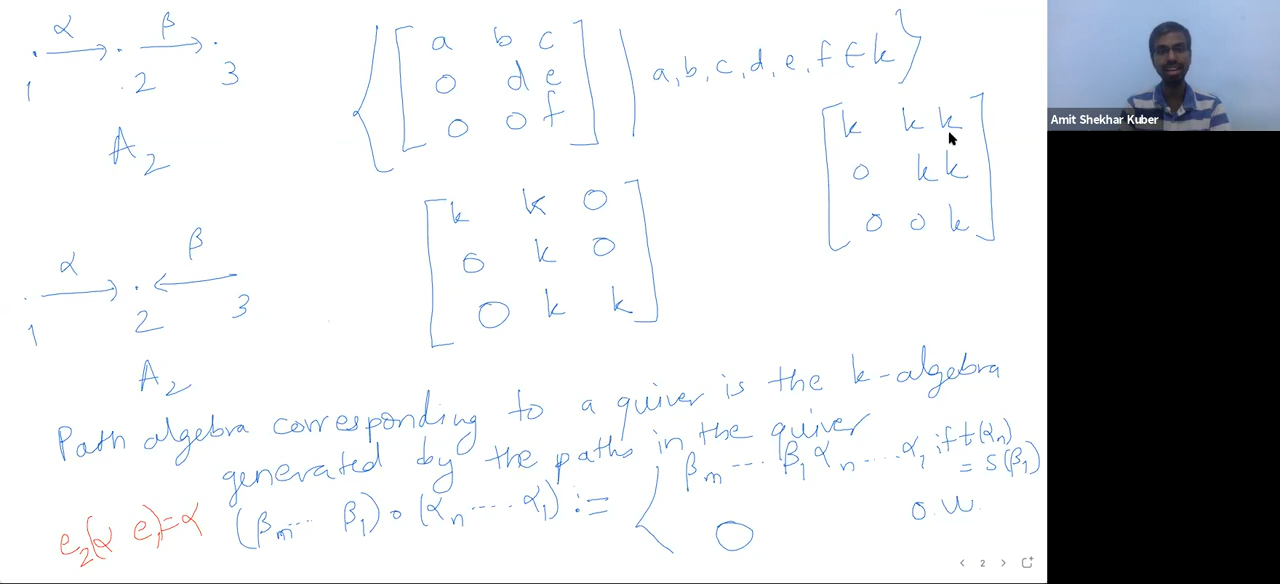 α β
1 2 3
A₂
{ [ a b c
0 d e
0 0 f ] | a, b, c, d, e, f ∈ k }
[ k k k
0 k k
0 0 k ]
Amit Shekhar Kuber
[ k k 0
0 k 0
0 k k ]
α β
1 2 3
A₂
Path algebra corresponding to a quiver is the k-algebra
generated by the paths in the quiver
e₂(α e₁)=α
(βₘ... β₁) ∘ (αₙ....α₁) := { βₘ.... β₁ αₙ....α₁ if t(αₙ) = s(β₁)
0 o.w.
< 2 >